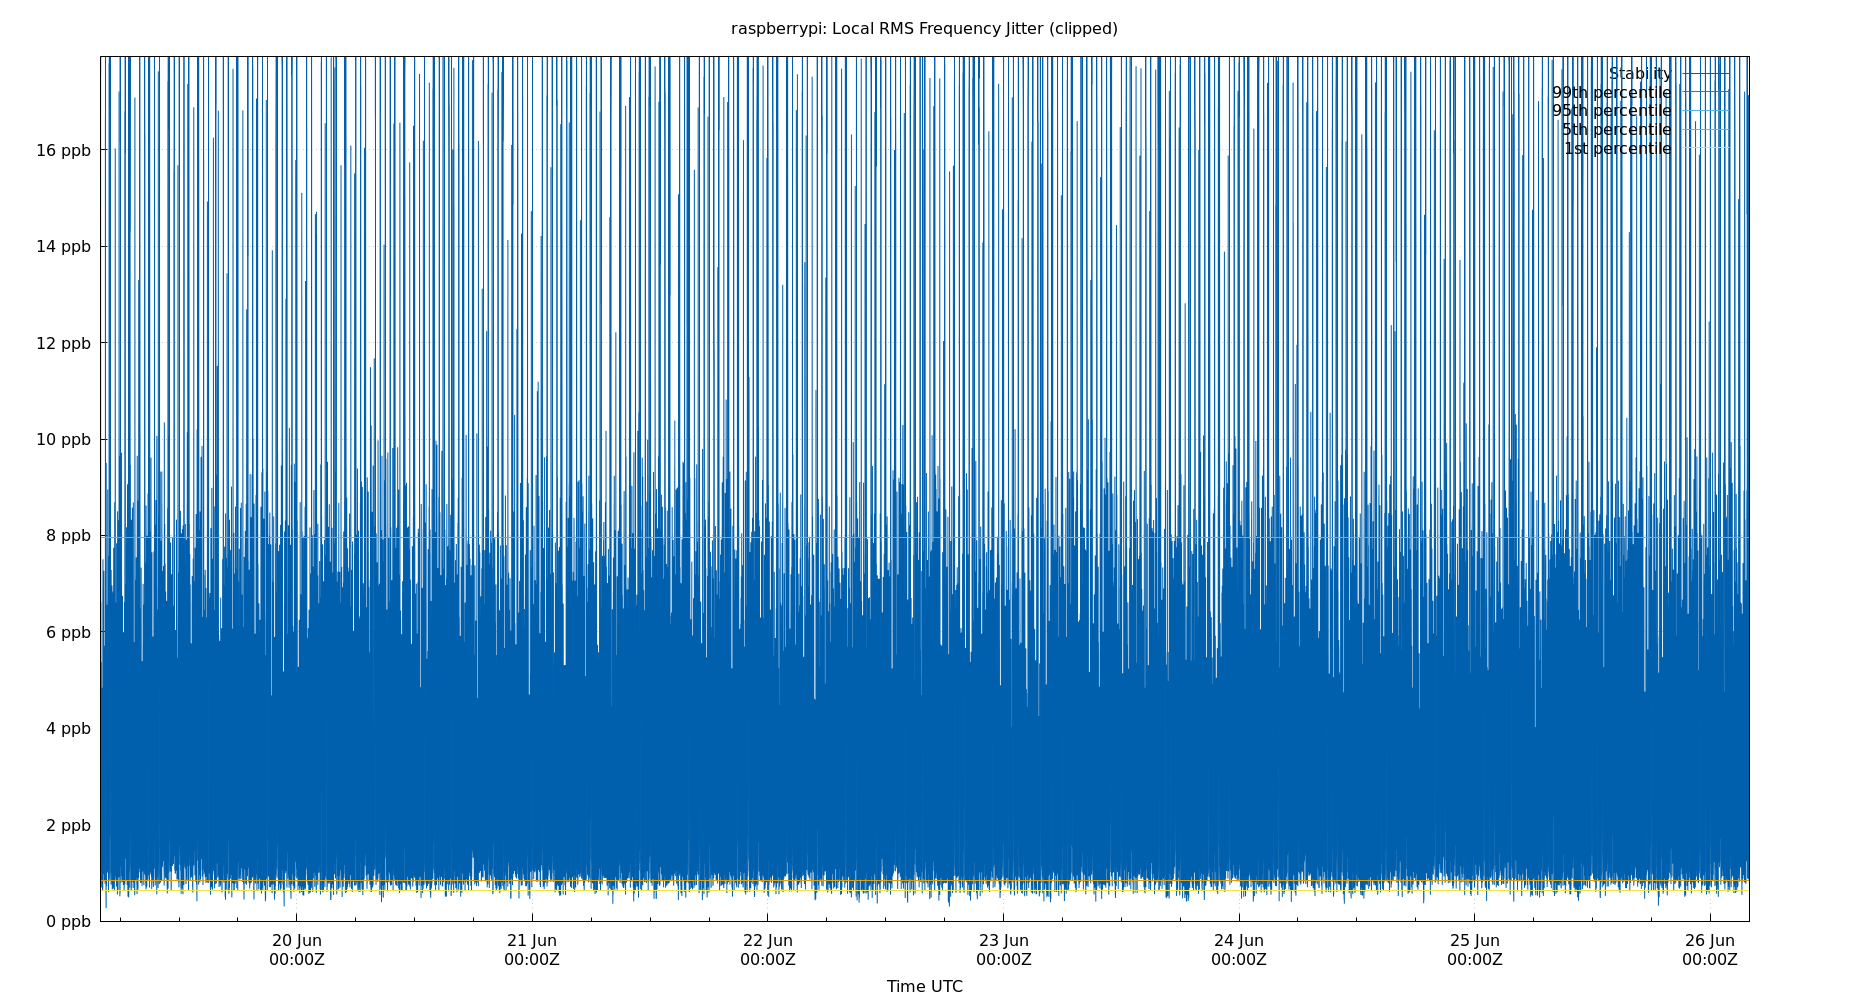 raspberrypi: Local RMS Frequency Jitter (clipped)
Stability
99th percentile
95th percentile
5th percentile
1st percentile
16 ppb
14 ppb
12 ppb
10 ppb
8 ppb
6 ppb
4 ppb
2 ppb
0 ppb
20 Jun 21 Jun 22 Jun 23 Jun 24 Jun 25 Jun 26 Jun
00:00Z 00:00Z 00:00Z 00:00Z 00:00Z 00:00Z 00:00Z
Time UTC